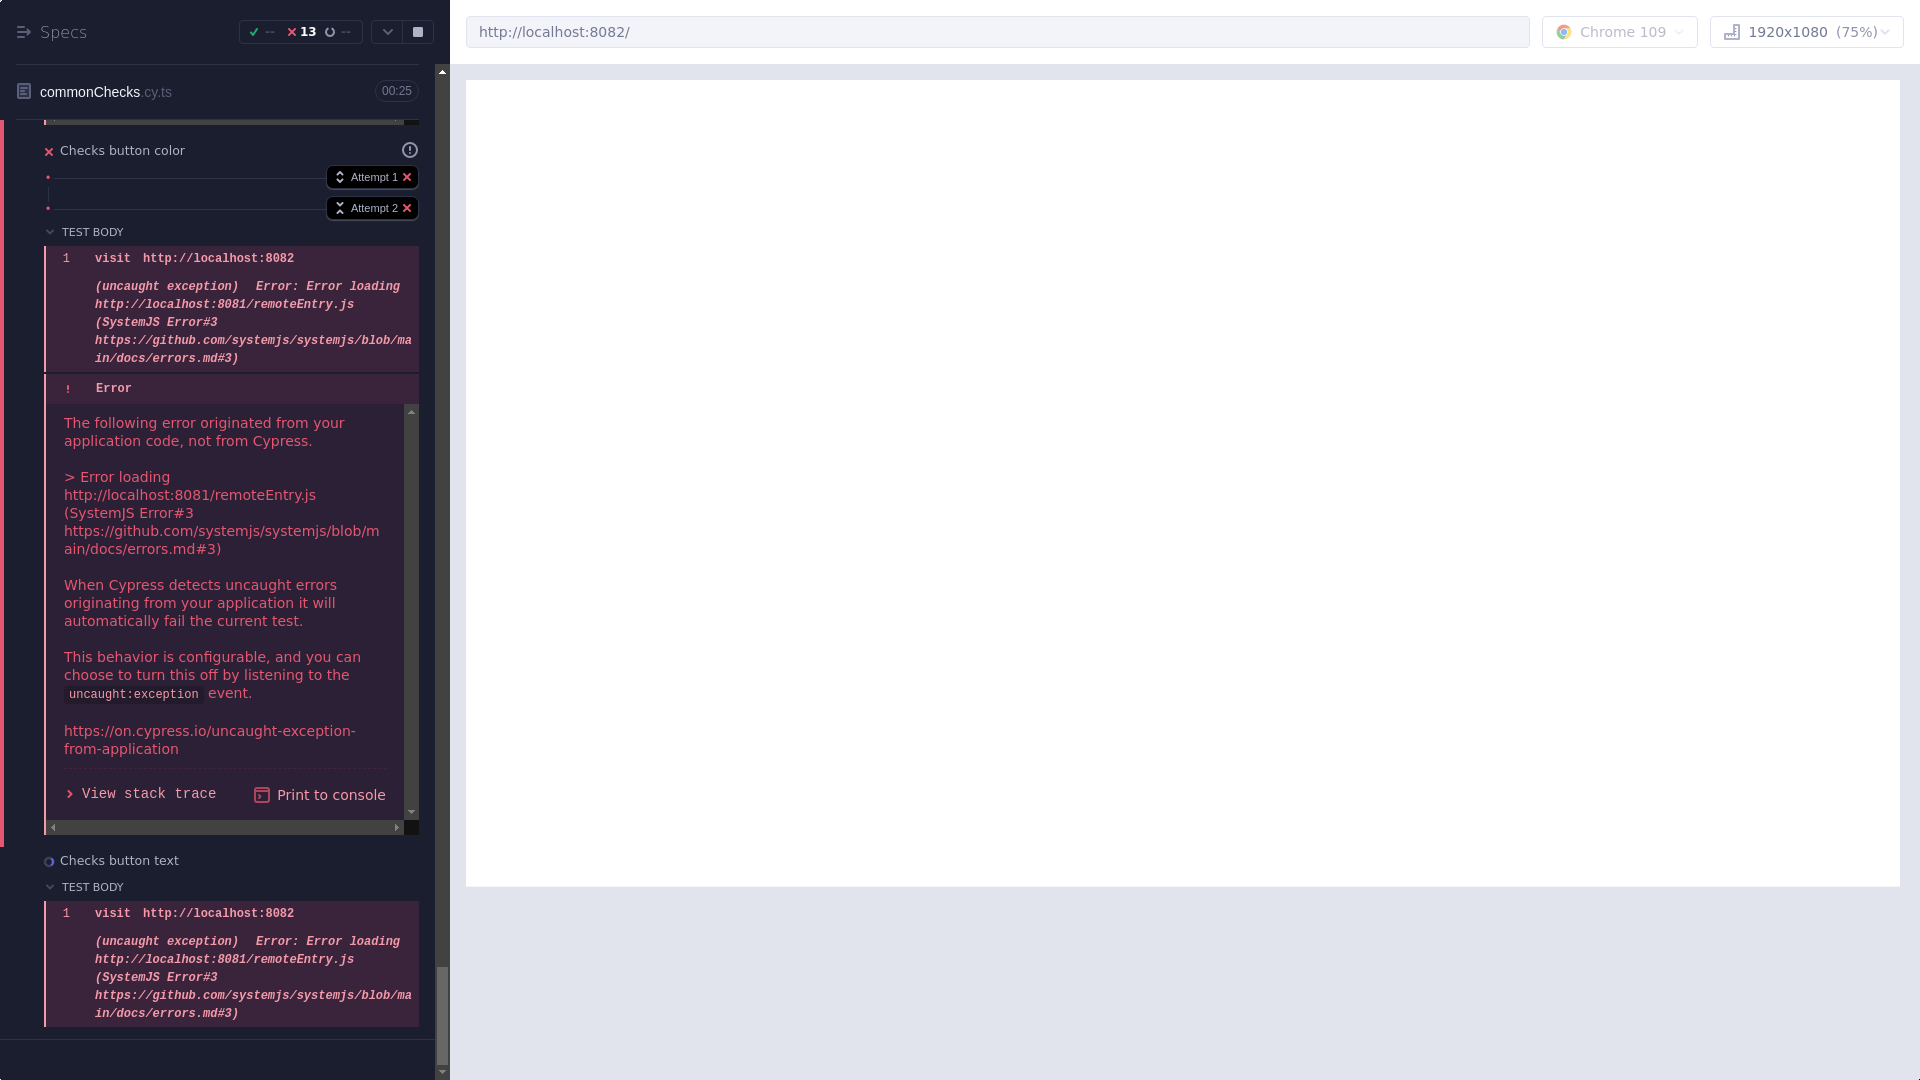 Specs
-- 13 --
http://localhost:8082/
Chrome 109
1920x1080 (75%)
commonChecks.cy.ts
00:25
Checks button color
Attempt 1
Attempt 2
TEST BODY
1 visit http://localhost:8082
(uncaught exception) Error: Error loading
http://localhost:8081/remoteEntry.js
(SystemJS Error#3
https://github.com/systemjs/systemjs/blob/ma
in/docs/errors.md#3)
! Error
The following error originated from your
application code, not from Cypress.
> Error loading
http://localhost:8081/remoteEntry.js
(SystemJS Error#3
https://github.com/systemjs/systemjs/blob/m
ain/docs/errors.md#3)
When Cypress detects uncaught errors
originating from your application it will
automatically fail the current test.
This behavior is configurable, and you can
choose to turn this off by listening to the
uncaught:exception event.
https://on.cypress.io/uncaught-exception-
from-application
View stack trace
Print to console
Checks button text
TEST BODY
1 visit http://localhost:8082
(uncaught exception) Error: Error loading
http://localhost:8081/remoteEntry.js
(SystemJS Error#3
https://github.com/systemjs/systemjs/blob/ma
in/docs/errors.md#3)